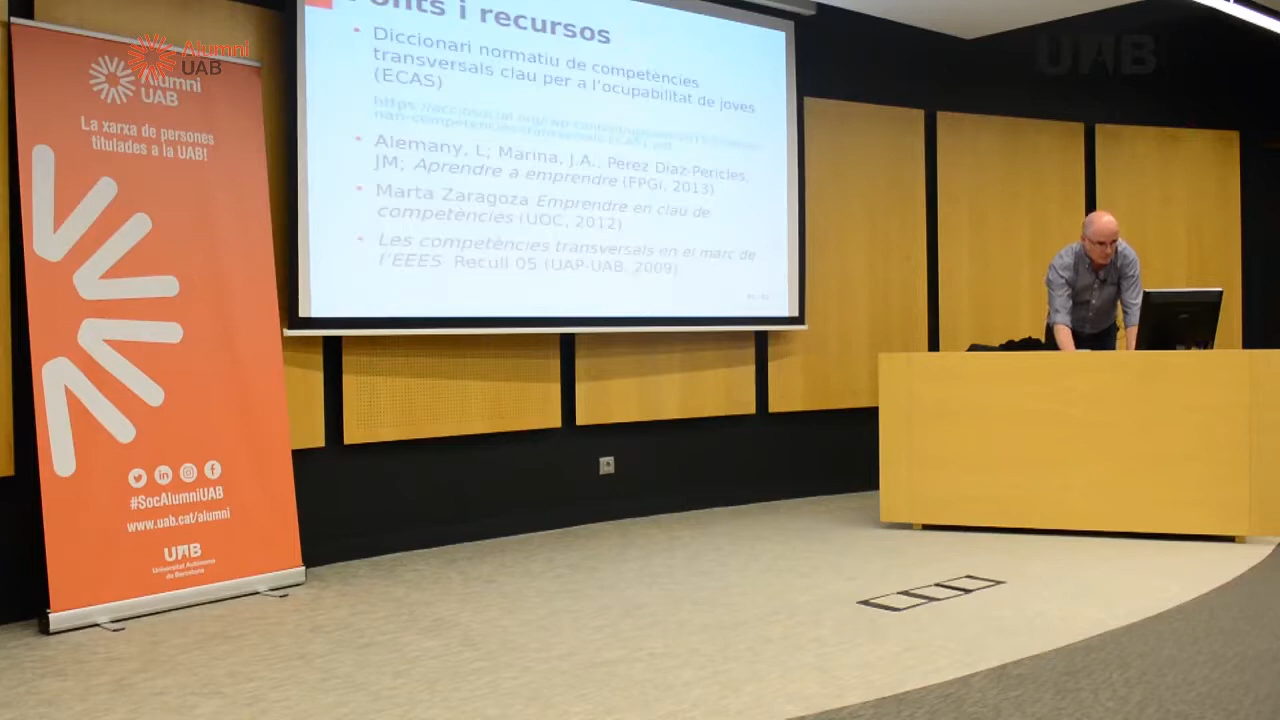 Alumni
UAB
Alumni
UAB
La xarxa de persones
titulades a la UAB!
#SocAlumniUAB
www.uab.cat/alumni
UAB
Universitat Autònoma
de Barcelona
Fonts i recursos
• Diccionari normatiu de competències
transversals clau per a l'ocupabilitat de joves
(ECAS)
• Alemany, L; Marina, J.A., Perez Díaz-Pericles,
JM; Aprendre a emprendre (FPGi, 2013)
• Marta Zaragoza Emprendre en clau de
competències (UOC, 2012)
• Les competències transversals en el marc de
l'EEES Recull 05 (UAP-UAB, 2009)
UAB